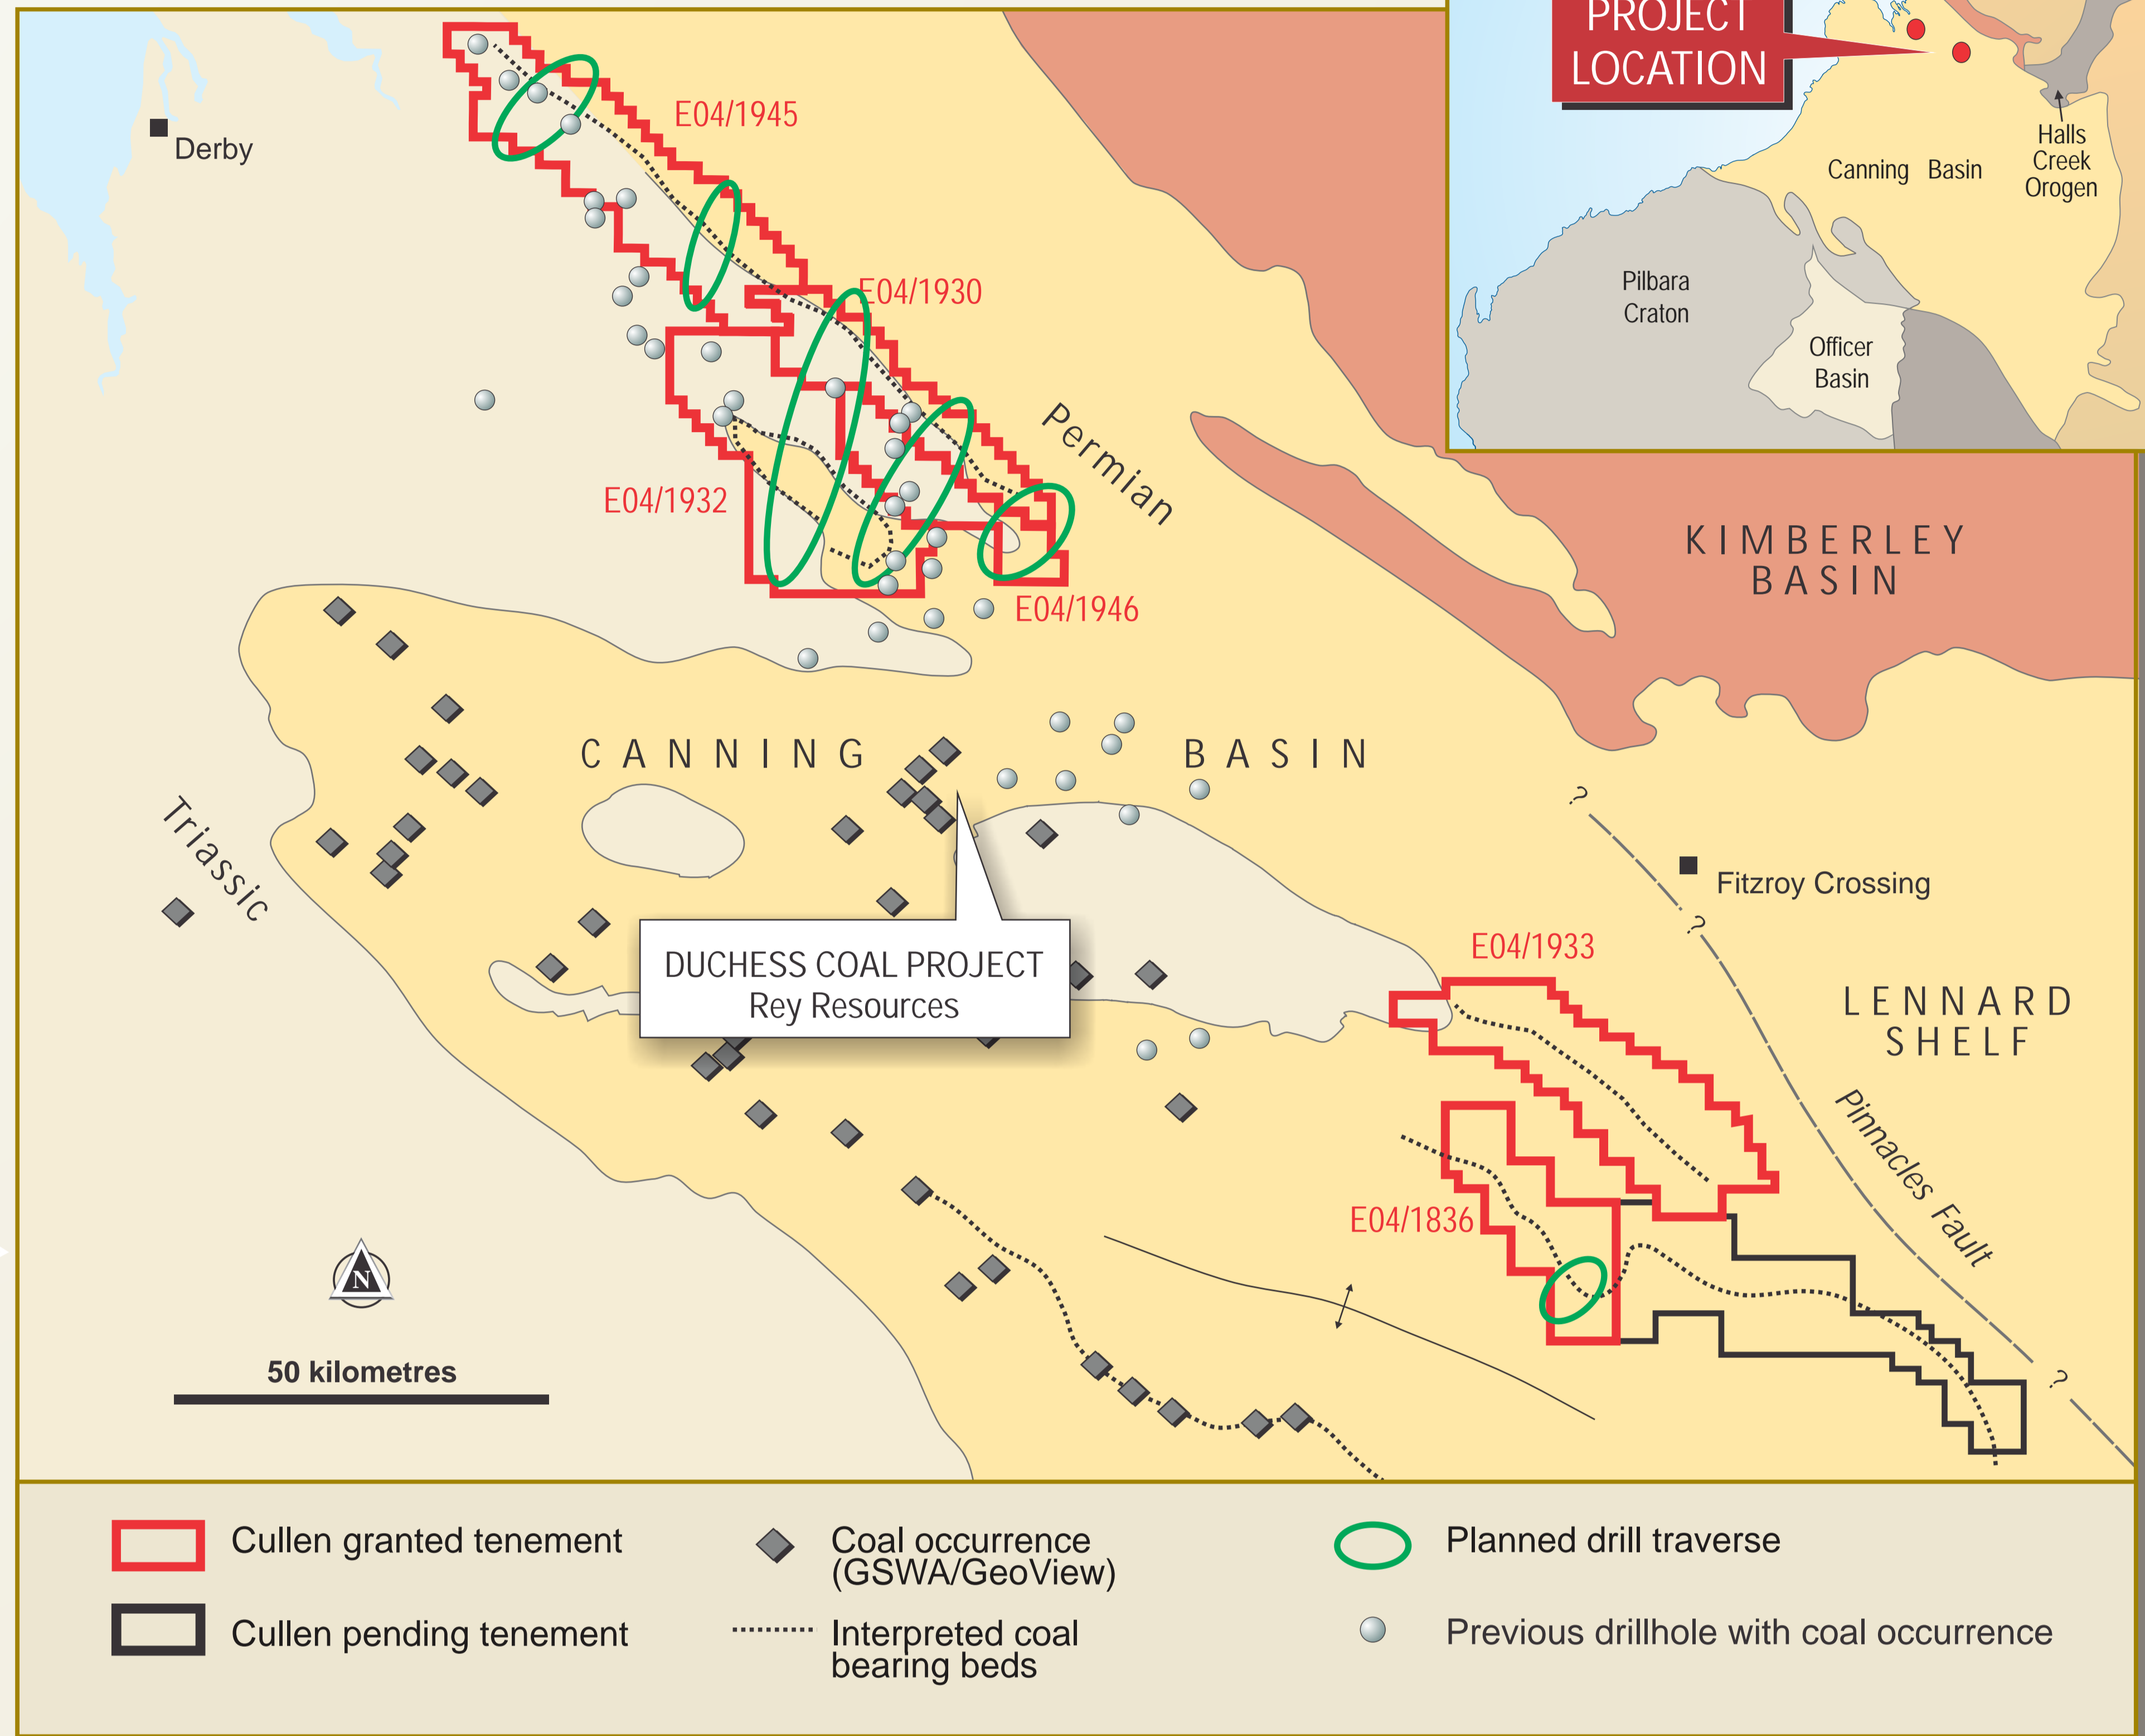 PROJECT
LOCATION
Halls
Creek
Orogen
Canning Basin
Pilbara
Craton
Officer
Basin
Derby
E04/1945
E04/1930
Permian
E04/1932
E04/1946
KIMBERLEY
BASIN
CANNING BASIN
Triassic
?
Fitzroy Crossing
?
DUCHESS COAL PROJECT
Rey Resources
E04/1933
LENNARD
SHELF
Pinnacles Fault
E04/1836
N
50 kilometres
?
Cullen granted tenement
Cullen pending tenement
Coal occurrence
(GSWA/GeoView)
Interpreted coal
bearing beds
Planned drill traverse
Previous drillhole with coal occurrence